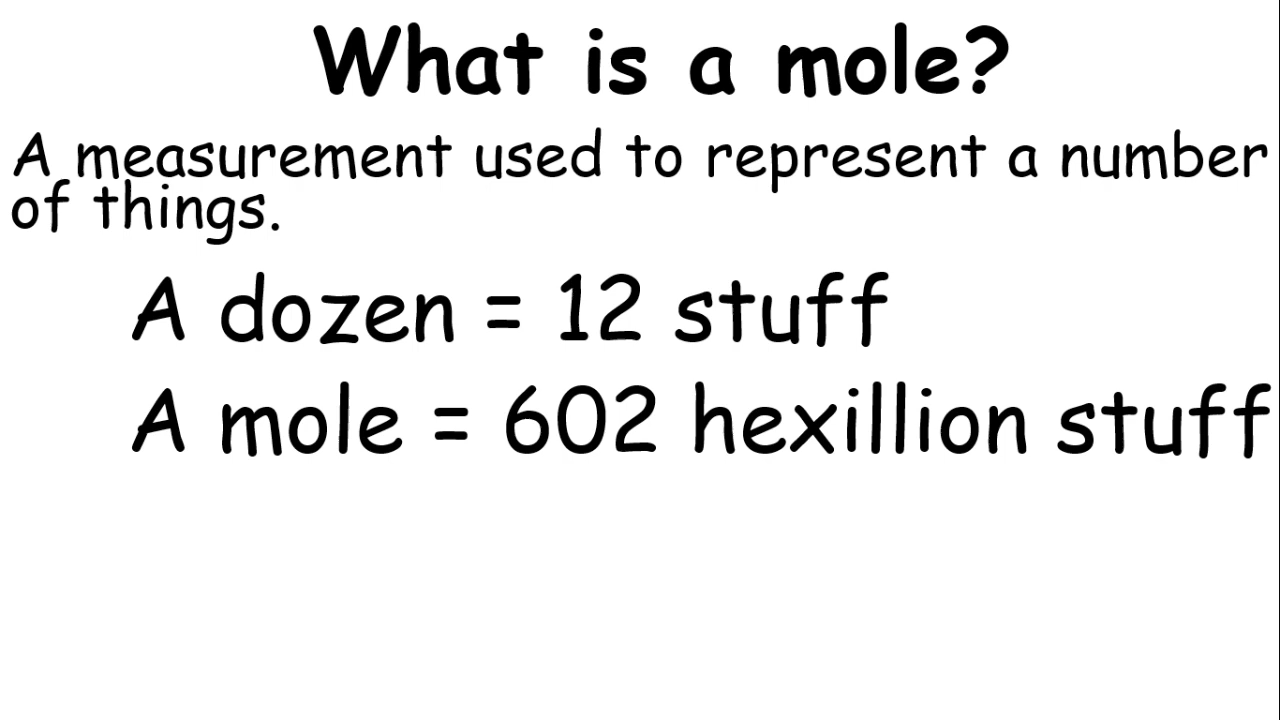 What is a mole?
A measurement used to represent a number
of things.
A dozen = 12 stuff
A mole = 602 hexillion stuff